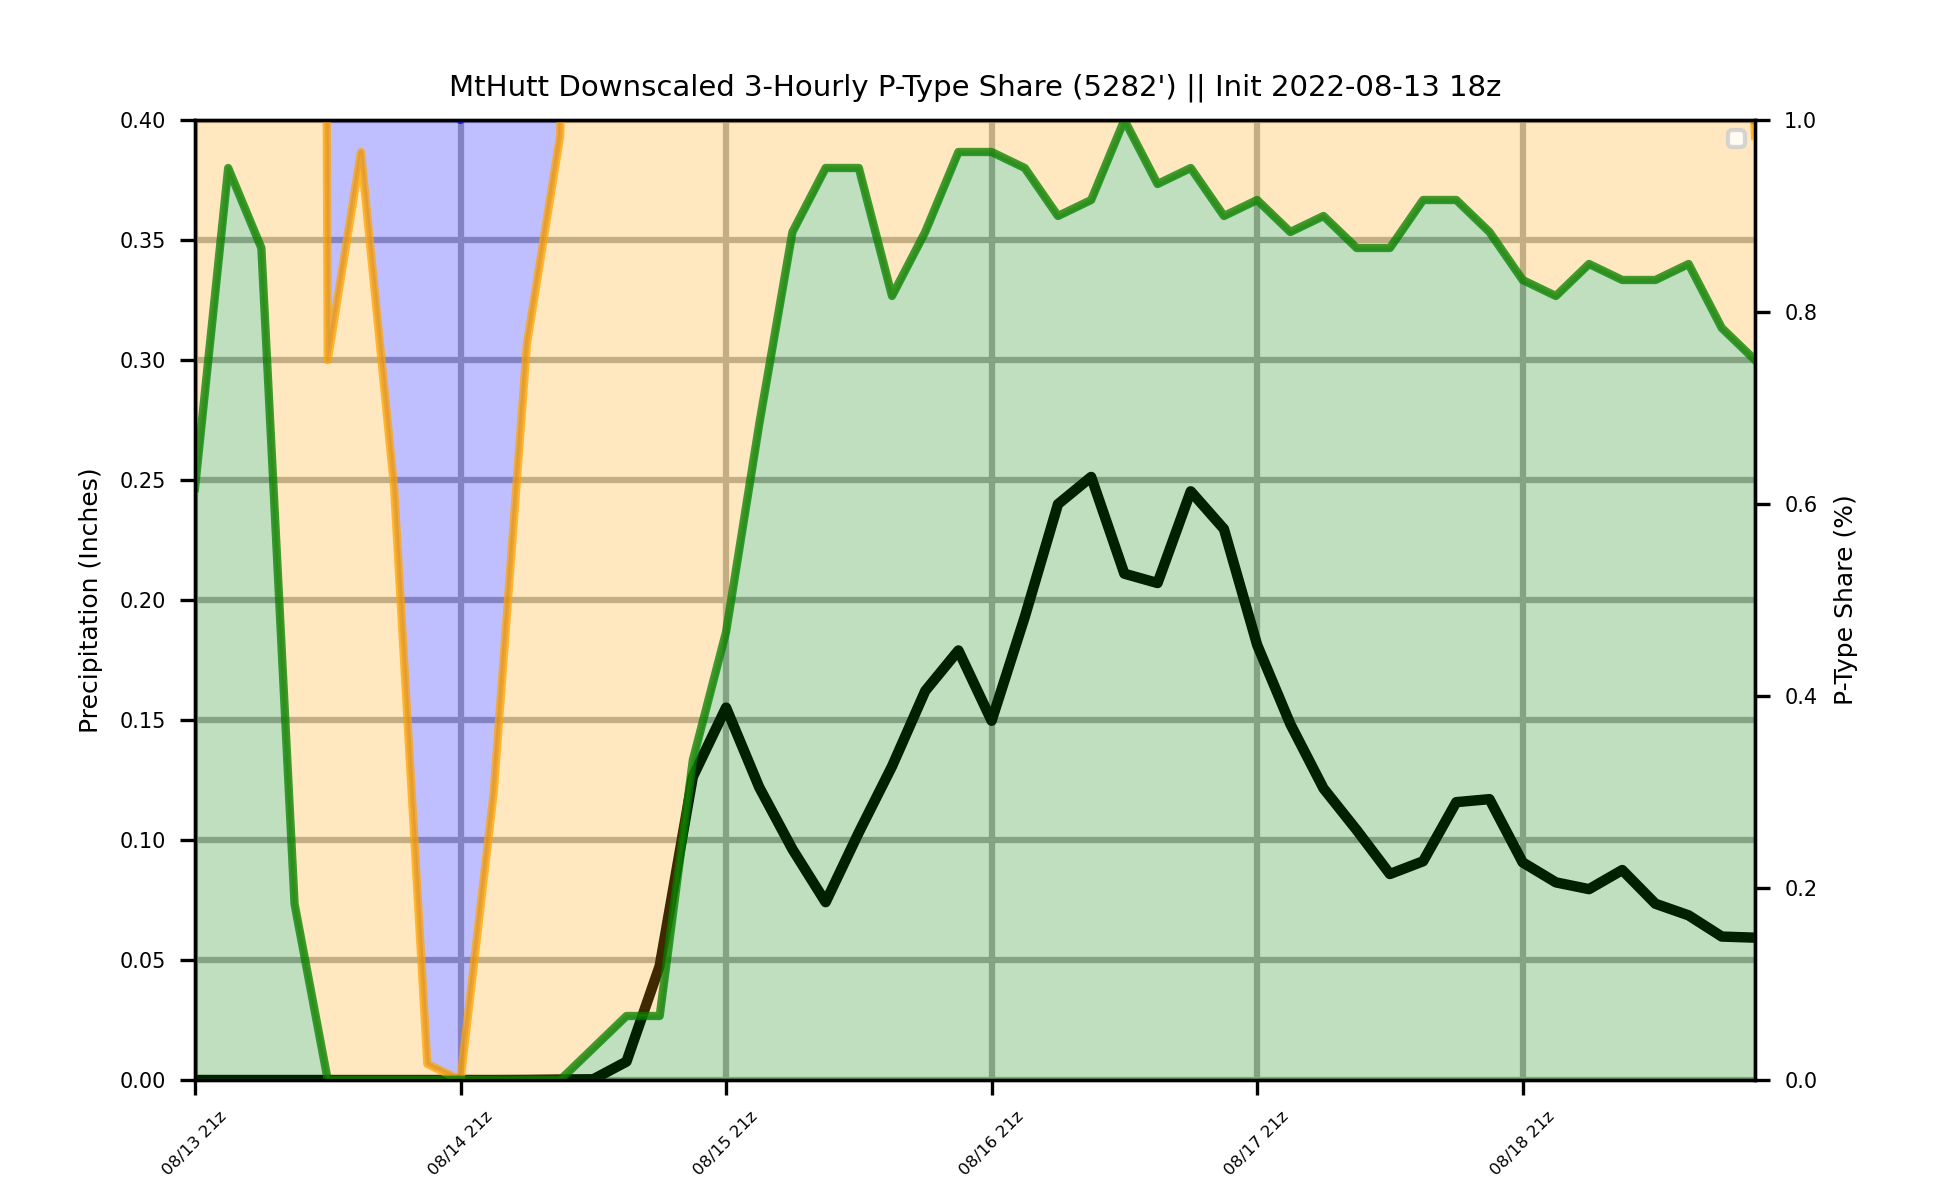 MtHutt Downscaled 3-Hourly P-Type Share (5282') || Init 2022-08-13 18z
Precipitation (Inches)
0.40
0.35
0.30
0.25
0.20
0.15
0.10
0.05
0.00
1.0
0.8
0.6
0.4
0.2
0.0
P-Type Share (%)
08/13 21z
08/14 21z
08/15 21z
08/16 21z
08/17 21z
08/18 21z